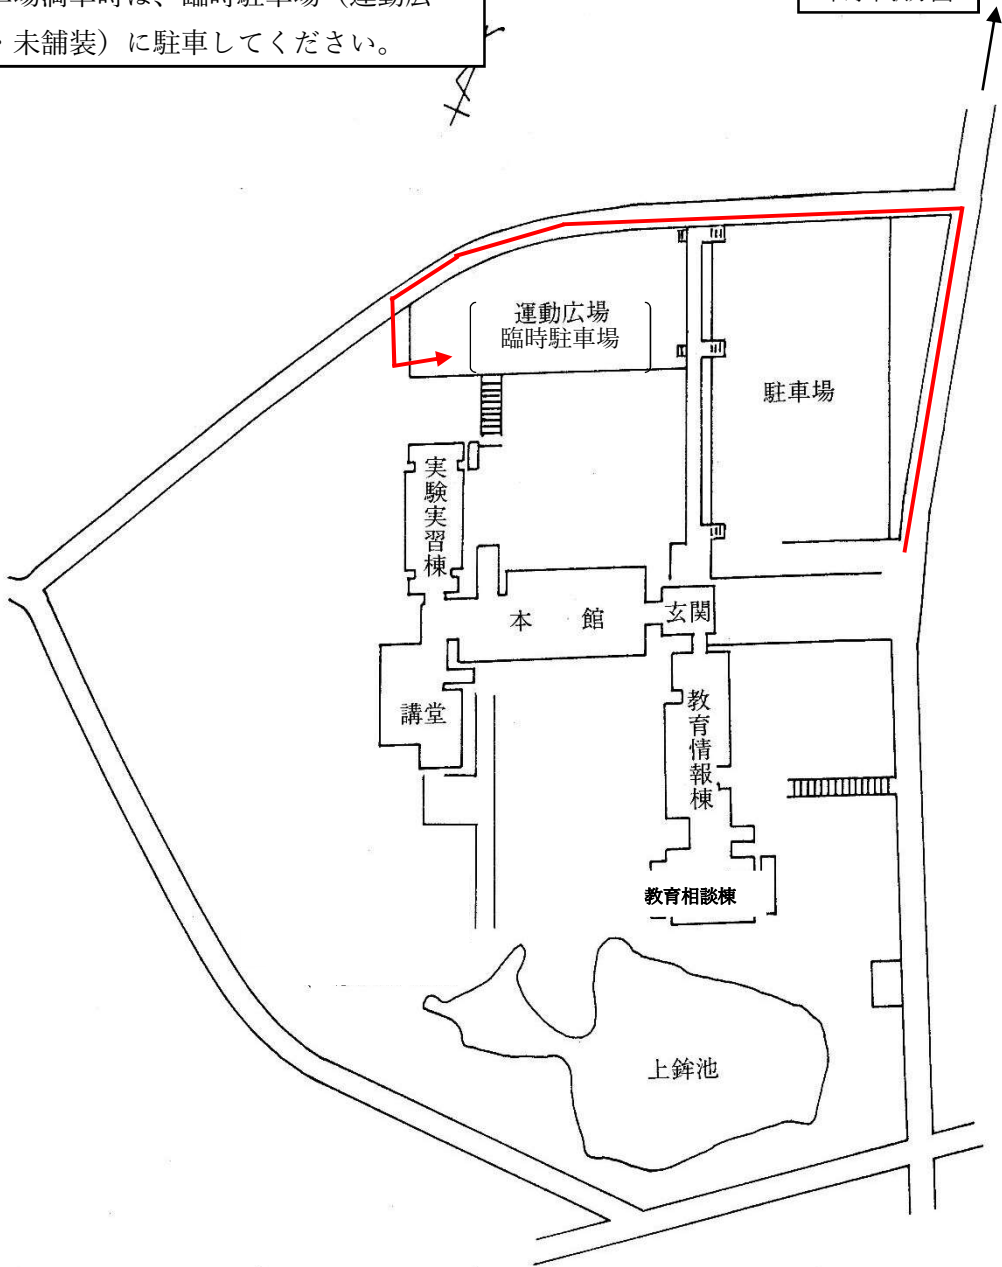 車場満車時は、臨時駐車場（運動広
・未舗装）に駐車してください。
運動広場
臨時駐車場
駐車場
実験実習棟
本　館
玄関
講堂
教育情報棟
教育相談棟
上鉾池